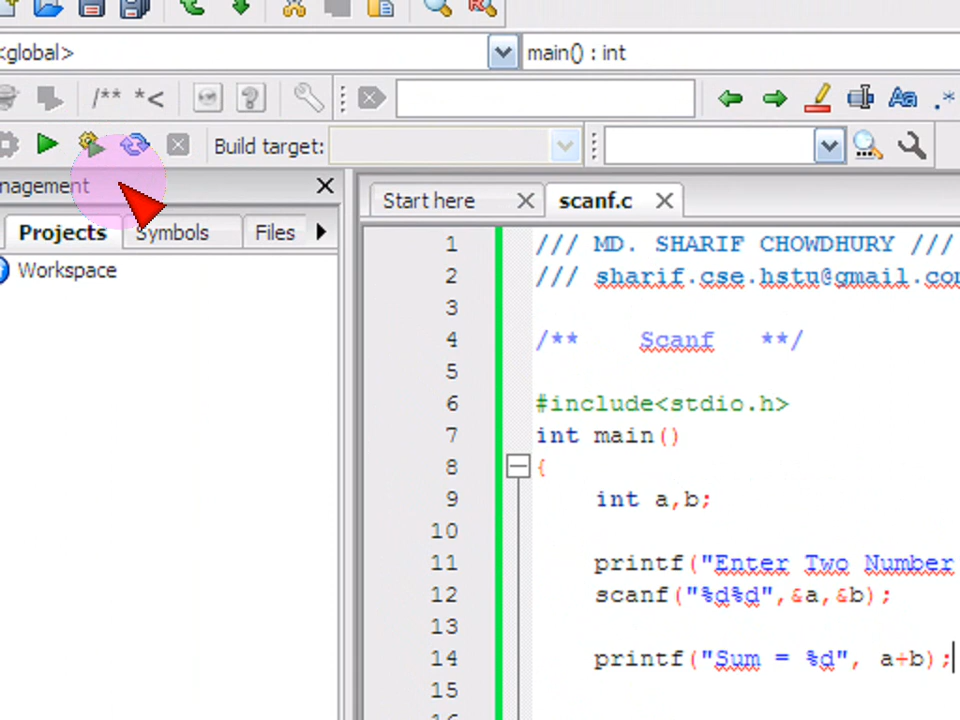 <global>
main() : int
/** *<
Aa .*
Build target:
nagement
Projects
Symbols
Files
Start here
scanf.c
Workspace
1 /// MD. SHARIF CHOWDHURY ///
2 /// sharif.cse.hstu@gmail.com
3
4 /** Scanf **/
5
6 #include<stdio.h>
7 int main()
8 {
9 int a,b;
10
11 printf("Enter Two Number
12 scanf("%d%d",&a,&b);
13
14 printf("Sum = %d", a+b);
15
16